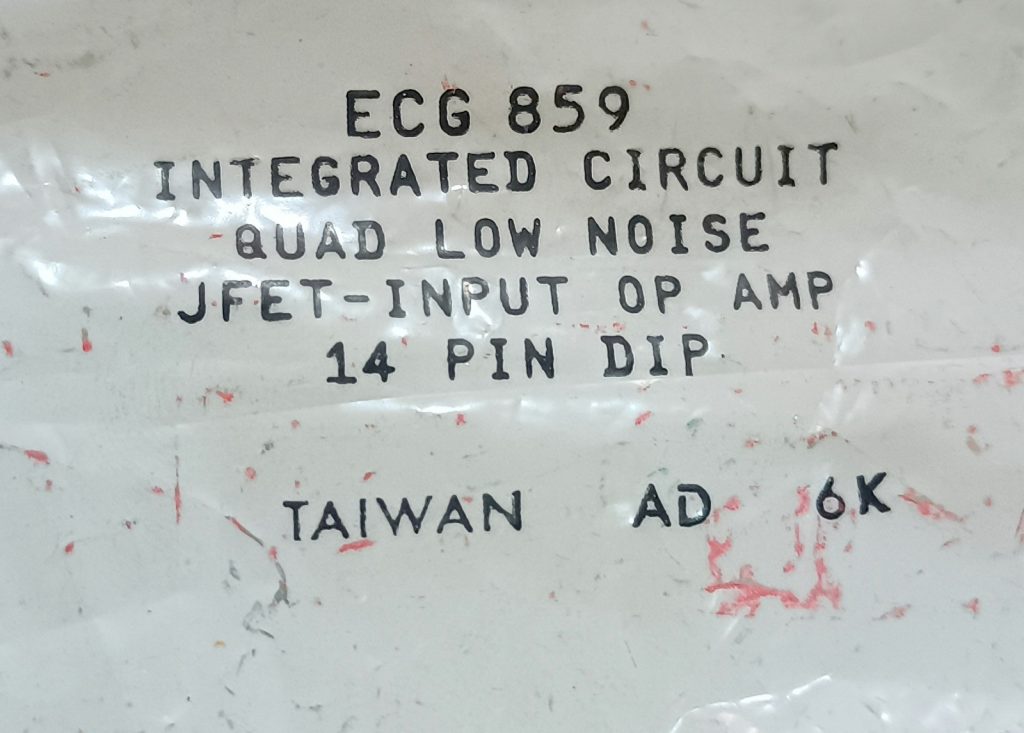 ECG 859
INTEGRATED CIRCUIT
QUAD LOW NOISE
JFET-INPUT OP AMP
14 PIN DIP
TAIWAN AD 6K